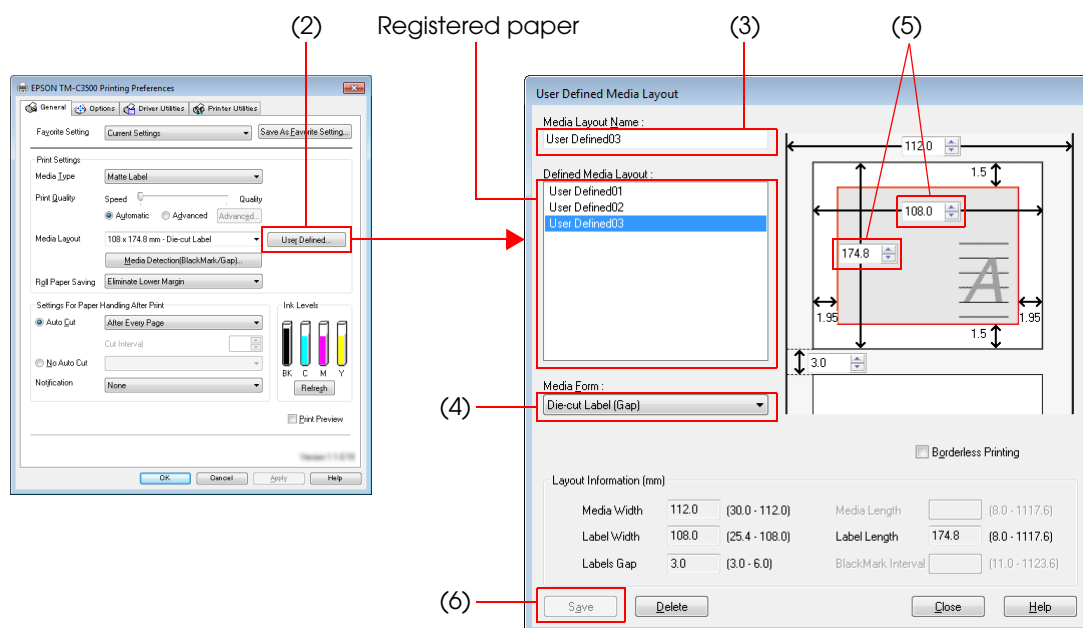 (2)
Registered paper
(3)
(5)
EPSON TM-C3500 Printing Preferences
General
Options
Driver Utilities
Printer Utilities
Favorite Setting
Current Settings
Save As Favorite Setting...
Print Settings
Media Type
Matte Label
Print Quality
Speed
Quality
Automatic
Advanced
Advanced...
Media Layout
108 x 174.8 mm - Die-cut Label
User Defined...
Media Detection(BlackMark/Gap)...
Roll Paper Saving
Eliminate Lower Margin
Settings For Paper Handling After Print
Auto Cut
After Every Page
Cut Interval
No Auto Cut
Notification
None
Ink Levels
BK C M Y
Refresh
Print Preview
OK
Cancel
Apply
Help
User Defined Media Layout
Media Layout Name :
User Defined03
Defined Media Layout :
User Defined01
User Defined02
User Defined03
(4)
Media Form :
Die-cut Label (Gap)
112.0
1.5
108.0
174.8
A
1.95
1.95
1.5
3.0
Borderless Printing
Layout Information (mm)
Media Width 112.0 (30.0 - 112.0)
Media Length (8.0 - 1117.6)
Label Width 108.0 (25.4 - 108.0)
Label Length 174.8 (8.0 - 1117.6)
Labels Gap 3.0 (3.0 - 6.0)
BlackMark Interval (11.0 - 1123.6)
(6)
Save
Delete
Close
Help